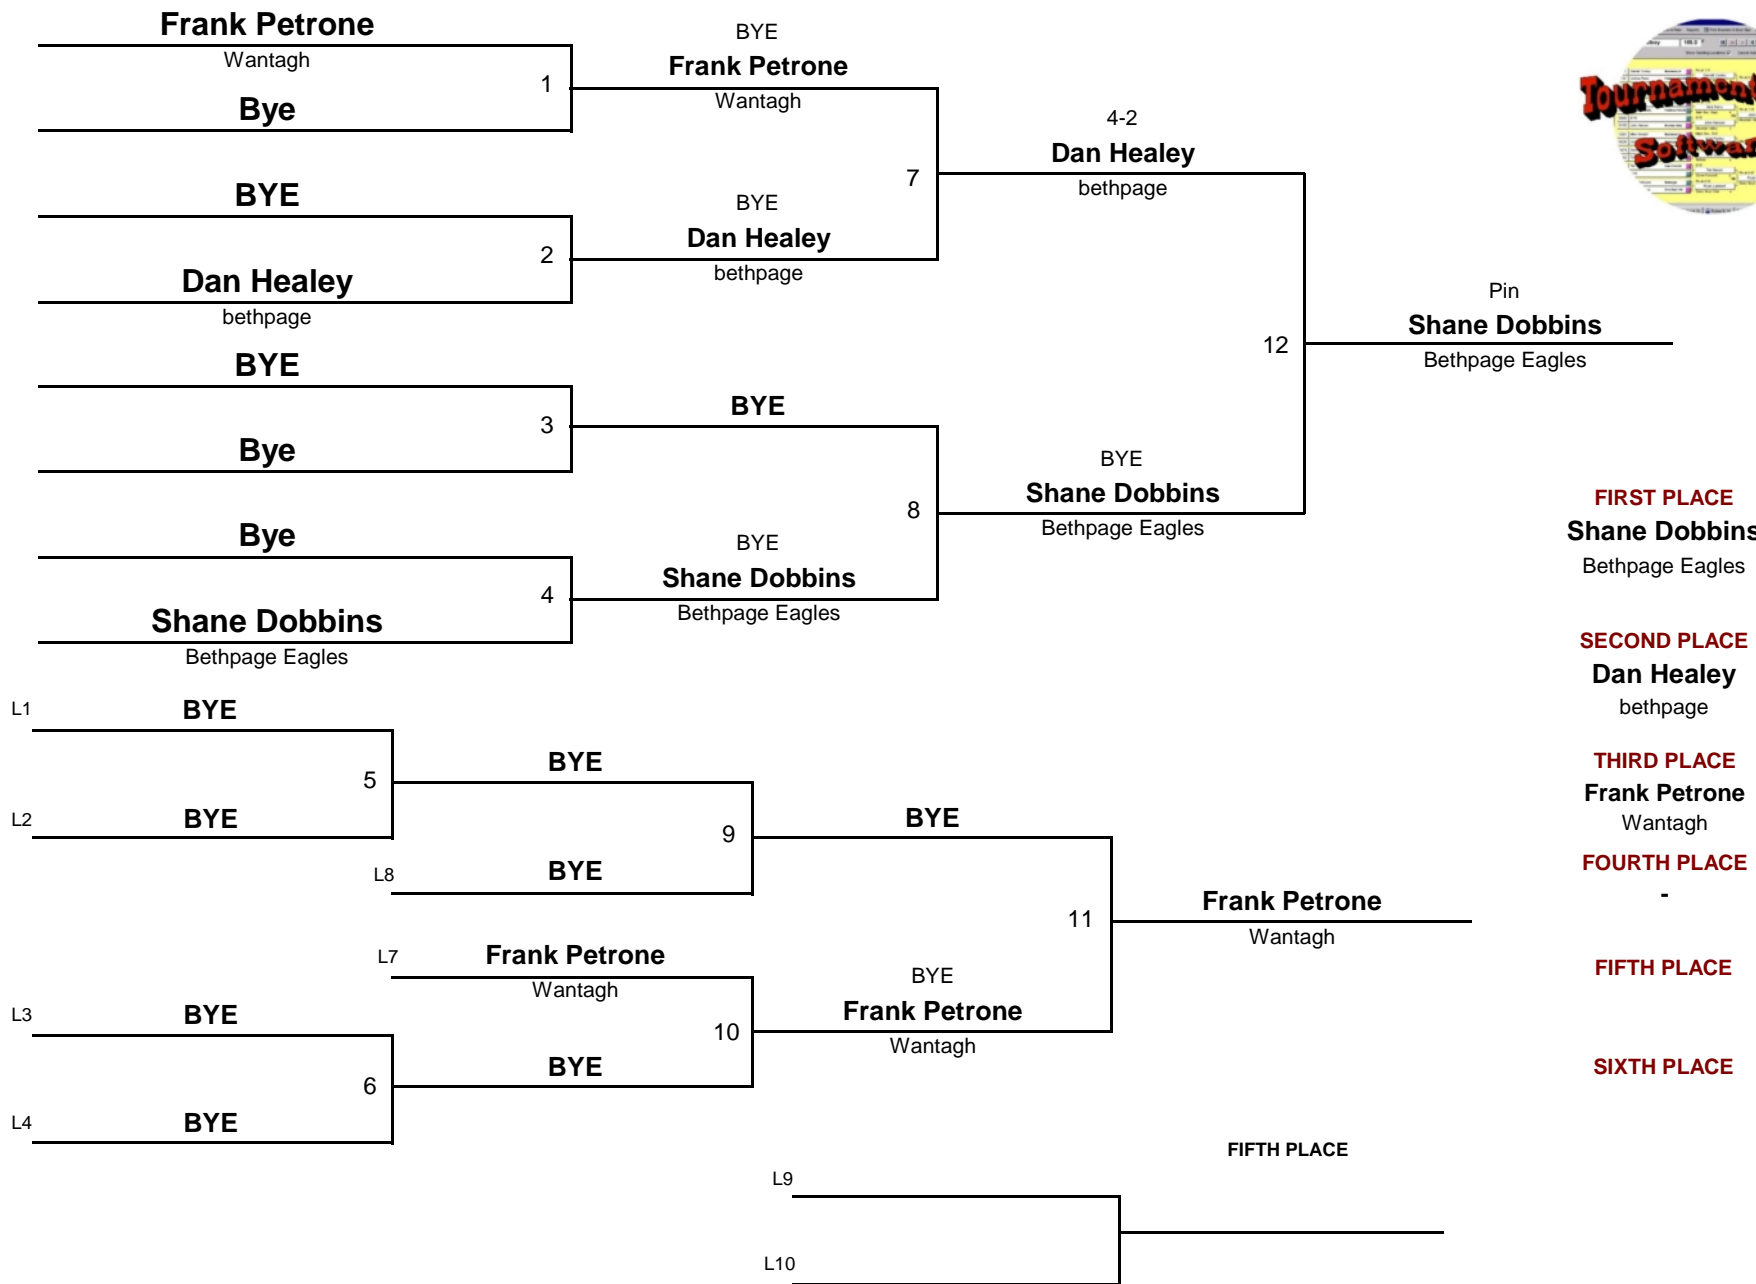 Frank Petrone
Wantagh
1
Bye
BYE
Frank Petrone
Wantagh
BYE
2
Dan Healey
bethpage
BYE
Dan Healey
bethpage
7
4-2
Dan Healey
bethpage
BYE
3
Bye
BYE
Bye
4
Shane Dobbins
Bethpage Eagles
BYE
Shane Dobbins
Bethpage Eagles
8
BYE
Shane Dobbins
Bethpage Eagles
12
Pin
Shane Dobbins
Bethpage Eagles
Tournament
Softwar
FIRST PLACE
Shane Dobbins
Bethpage Eagles
SECOND PLACE
Dan Healey
bethpage
THIRD PLACE
Frank Petrone
Wantagh
FOURTH PLACE
-
FIFTH PLACE
SIXTH PLACE
L1
BYE
5
L2
BYE
BYE
9
L8
BYE
BYE
L7
Frank Petrone
Wantagh
10
L3
BYE
6
L4
BYE
BYE
BYE
Frank Petrone
Wantagh
11
Frank Petrone
Wantagh
FIFTH PLACE
L9
L10